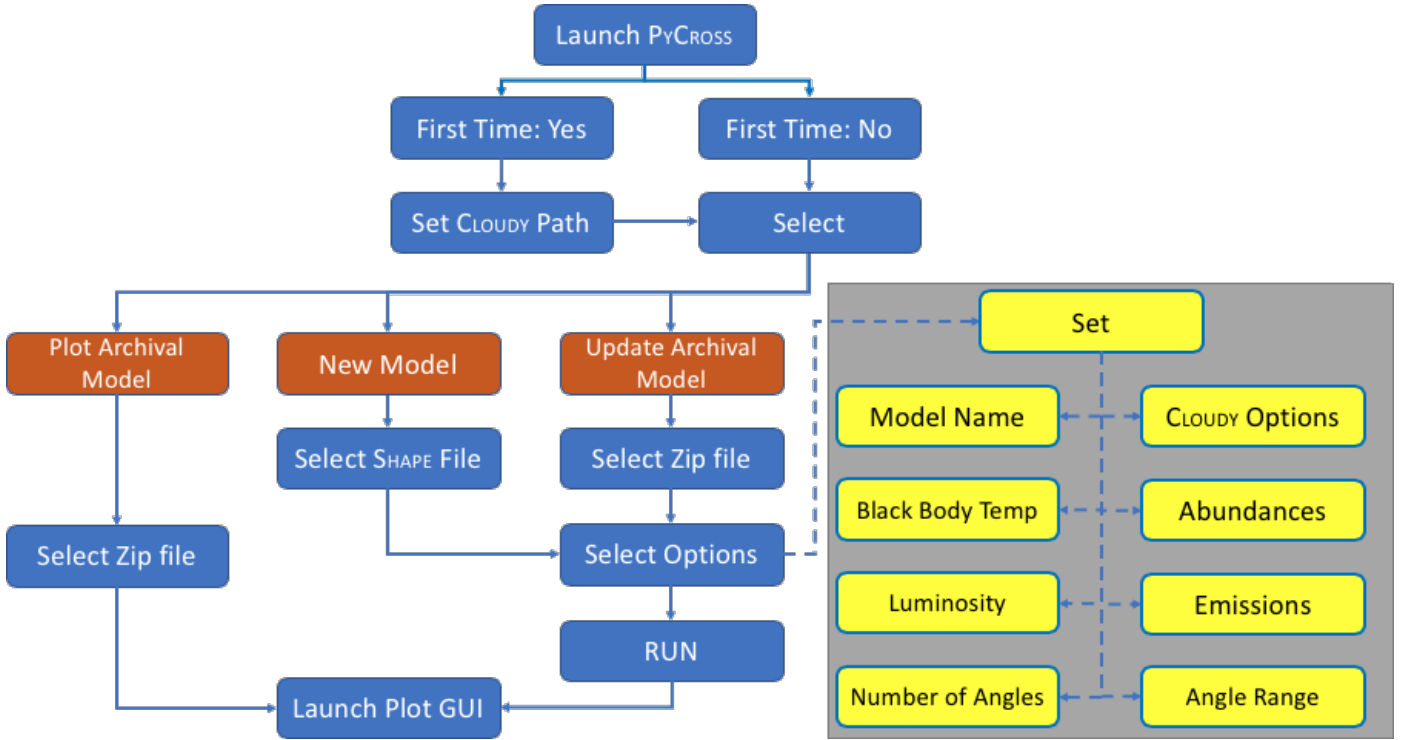 Launch PYCROSS
First Time: Yes
First Time: No
Set CLOUDY Path
Select
Plot Archival
Model
New Model
Update Archival
Model
Select SHAPE File
Select Zip file
Select Zip file
Select Options
RUN
Launch Plot GUI
Set
Model Name
CLOUDY Options
Black Body Temp
Abundances
Luminosity
Emissions
Number of Angles
Angle Range